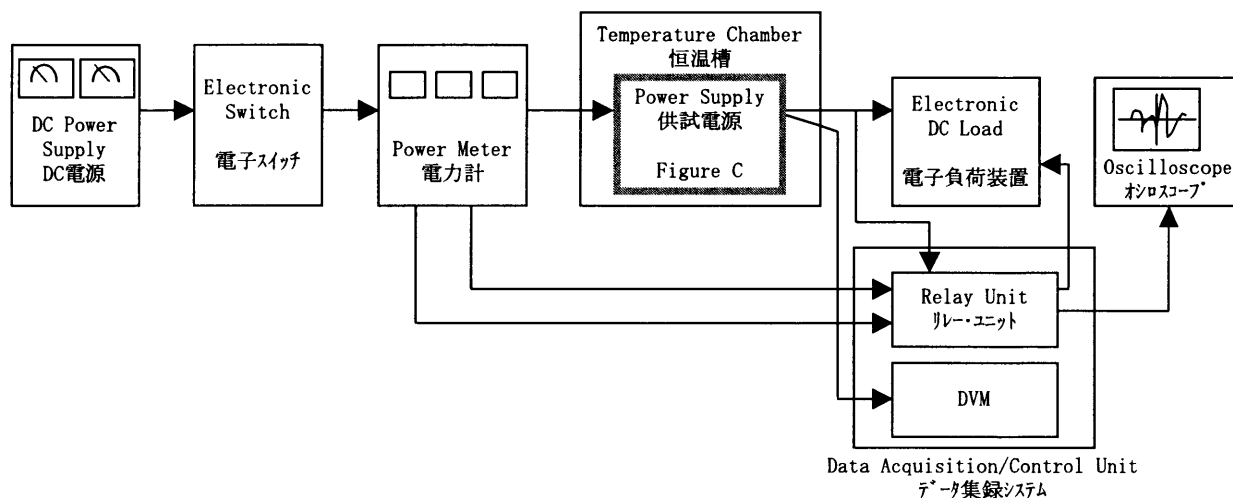 DC Power
Supply
DC電源
Electronic
Switch
電子ｽｲｯﾁ
Power Meter
電力計
Temperature Chamber
恒温槽
Power Supply
供試電源
Figure C
Electronic
DC Load
電子負荷装置
Oscilloscope
ｵｼﾛｽｺｰﾌﾟ
Relay Unit
ﾘﾚｰ･ﾕﾆｯﾄ
DVM
Data Acquisition/Control Unit
ﾃﾞｰﾀ集録ｼｽﾃﾑ